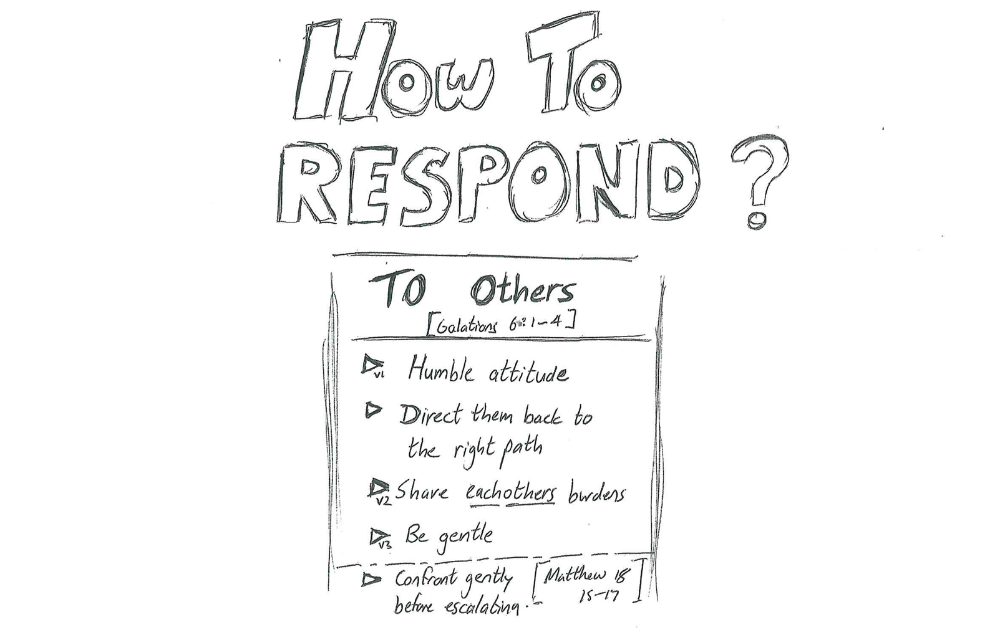 How To
RESPOND?
To Others
[Galations 6:1-4]
▷v1 Humble attitude
▷ Direct them back to
the right path
▷v2 Share eachothers burdens
▷v3 Be gentle
▷ Confront gently [Matthew 18
before escalating. 15-17]